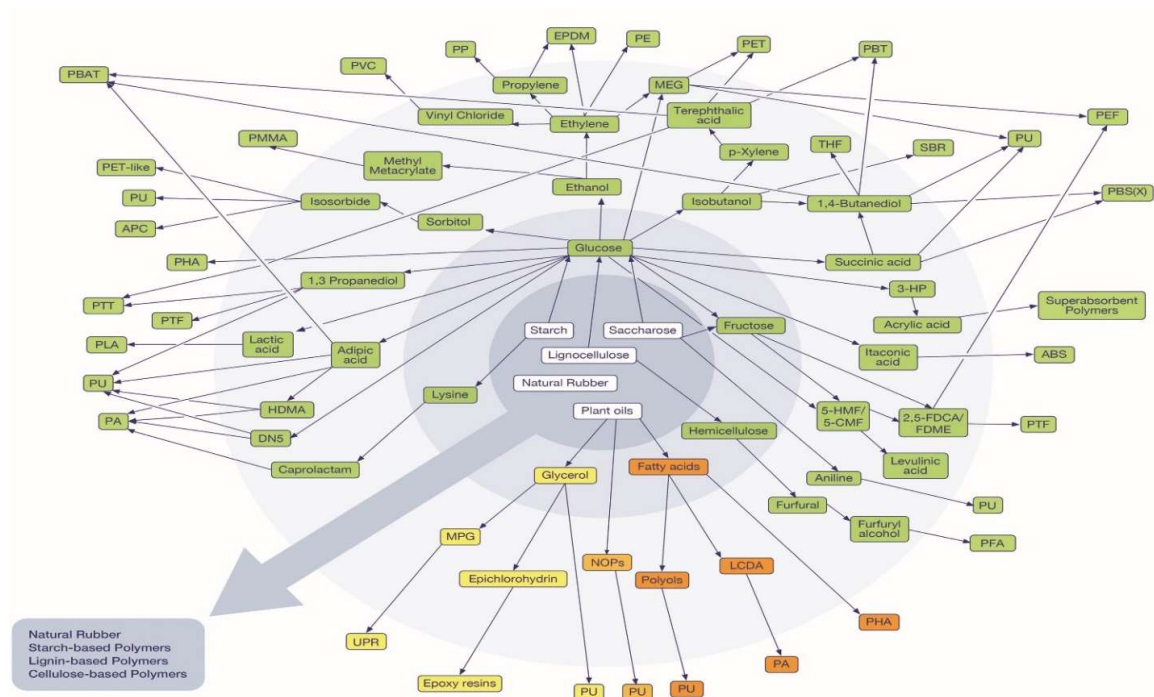 EPDM
PE
PP
PET
PBT
PBAT
PVC
Propylene
MEG
Vinyl Chloride
Ethylene
Terephthalic
acid
PEF
PMMA
THF
SBR
PU
Methyl
Metacrylate
p-Xylene
PET-like
Ethanol
PU
Isosorbide
Isobutanol
1,4-Butanediol
PBS(X)
APC
Sorbitol
Glucose
PHA
Succinic acid
1,3 Propanediol
3-HP
PTT
PTF
Superabsorbent
Polymers
Starch
Saccharose
Fructose
Acrylic acid
PLA
Lactic
acid
Adipic
acid
Lignocellulose
Itaconic acid
ABS
PU
Natural Rubber
Lysine
HDMA
Plant oils
5-HMF/
5-CMF
2,5-FDCA/
FDME
PTF
PA
DN5
Hemicellulose
Caprolactam
Glycerol
Fatty acids
Levulinic
acid
Aniline
Furfural
PU
Furfuryl
alcohol
PFA
MPG
NOPs
LCDA
Epichlorohydrin
Polyols
PHA
UPR
PA
Epoxy resins
PU
PU
PU
Natural Rubber
Starch-based Polymers
Lignin-based Polymers
Cellulose-based Polymers